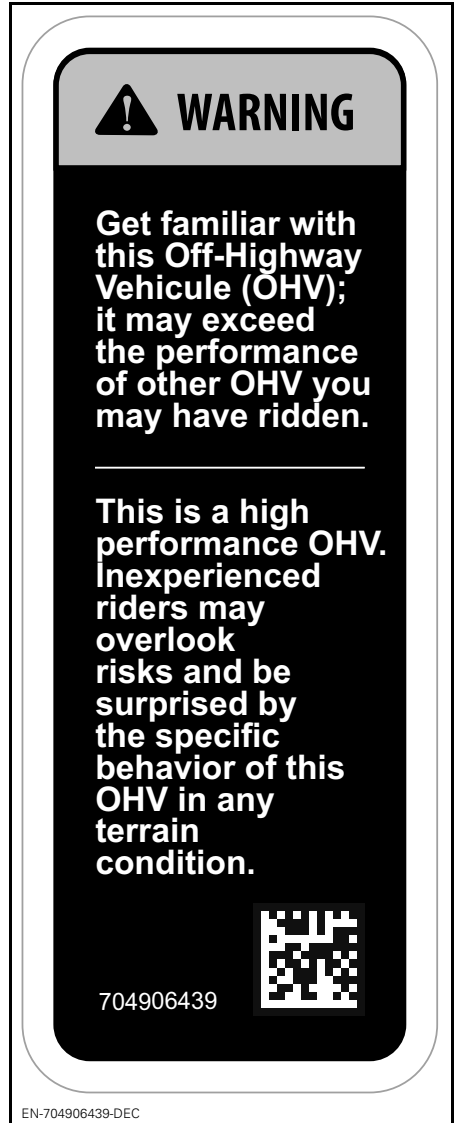 WARNING
Get familiar with
this Off-Highway
Vehicule (OHV);
it may exceed
the performance
of other OHV you
may have ridden.
This is a high
performance OHV.
Inexperienced
riders may
overlook
risks and be
surprised by
the specific
behavior of this
OHV in any
terrain
condition.
704906439
EN-704906439-DEC